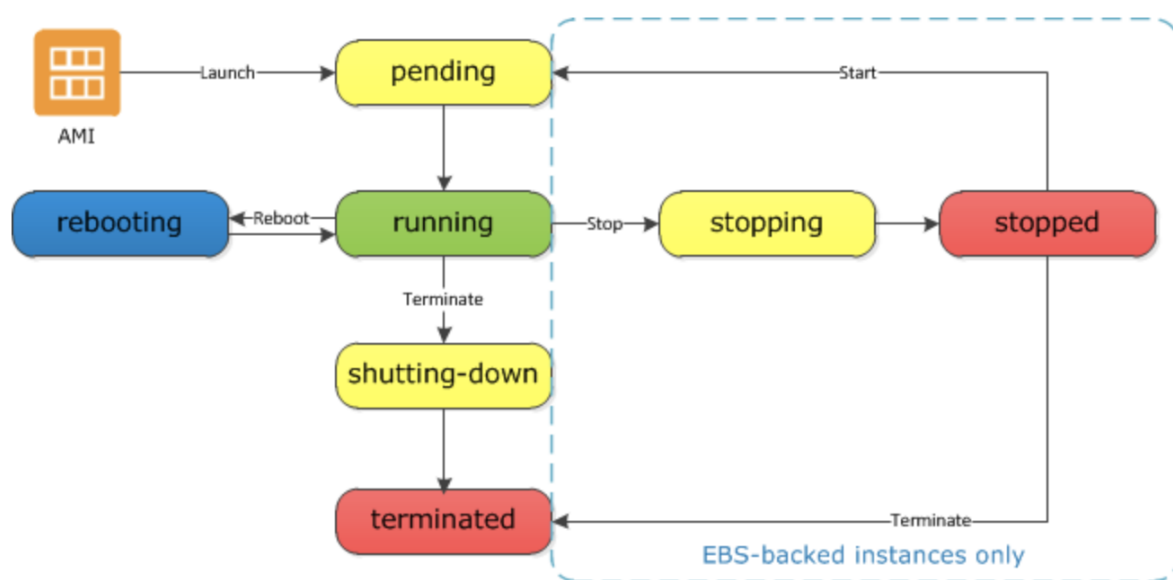 Launch
pending
Start
AMI
rebooting
Reboot
running
Stop
stopping
stopped
Terminate
shutting-down
terminated
Terminate
EBS-backed instances only